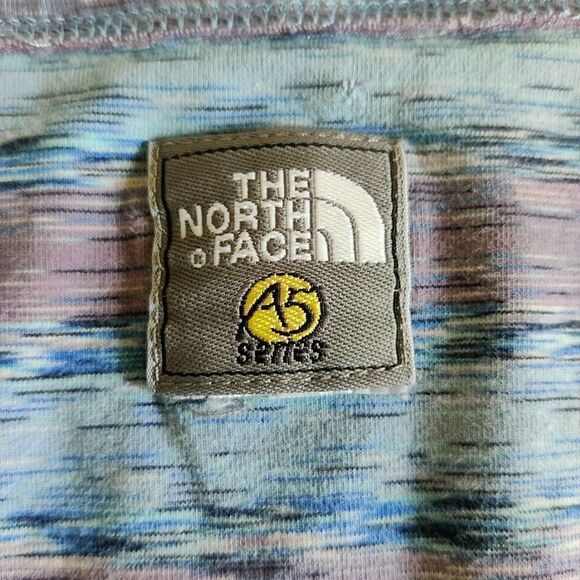 THE
NORTH
® FACE
A5
series